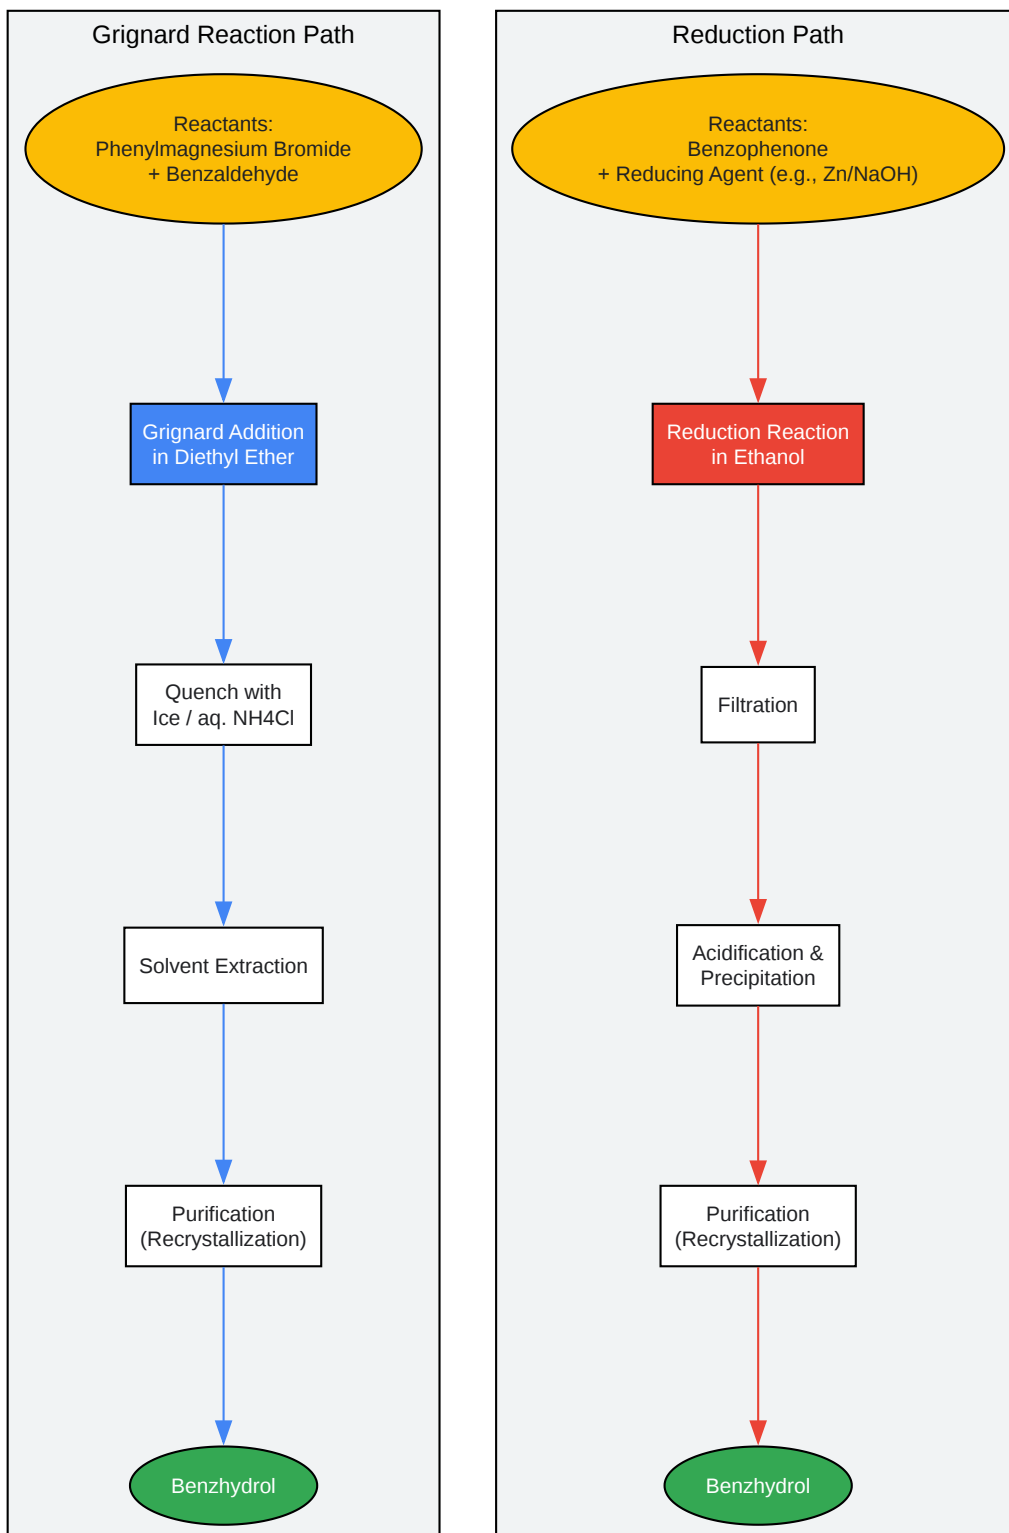 Grignard Reaction Path
Reactants:
Phenylmagnesium Bromide
+ Benzaldehyde
Grignard Addition
in Diethyl Ether
Quench with
Ice / aq. NH4Cl
Solvent Extraction
Purification
(Recrystallization)
Benzhydrol
Reduction Path
Reactants:
Benzophenone
+ Reducing Agent (e.g., Zn/NaOH)
Reduction Reaction
in Ethanol
Filtration
Acidification &
Precipitation
Purification
(Recrystallization)
Benzhydrol